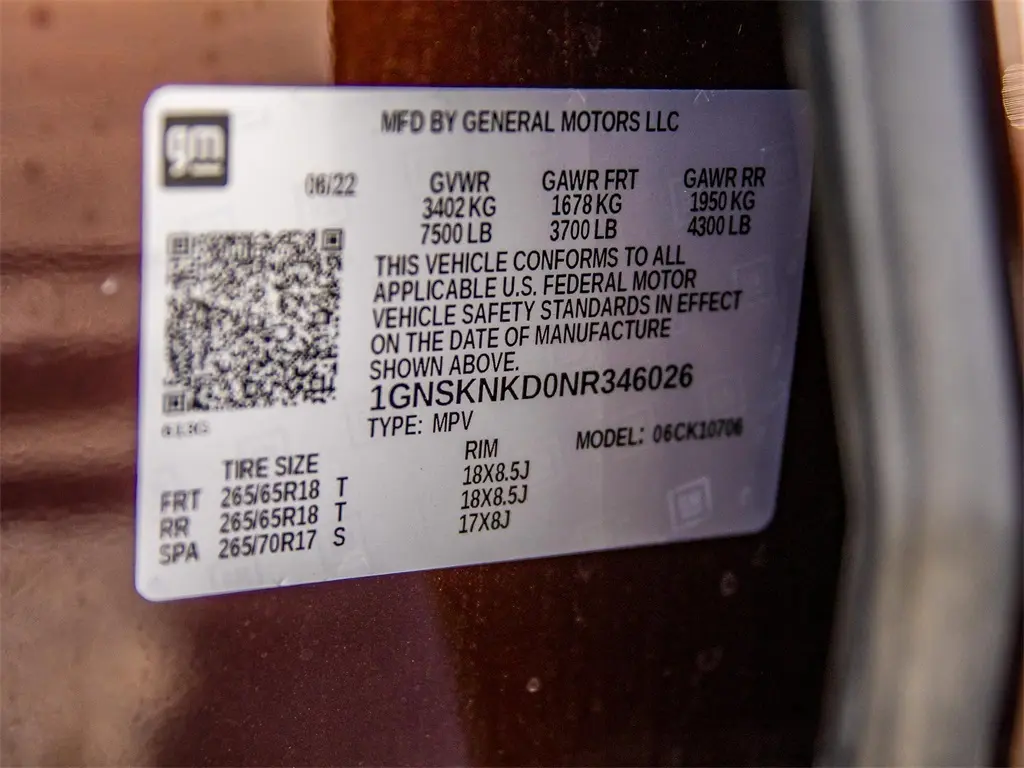 gm
MFD BY GENERAL MOTORS LLC
06/22 GVWR GAWR FRT GAWR RR
3402 KG 1678 KG 1950 KG
7500 LB 3700 LB 4300 LB
THIS VEHICLE CONFORMS TO ALL
APPLICABLE U.S. FEDERAL MOTOR
VEHICLE SAFETY STANDARDS IN EFFECT
ON THE DATE OF MANUFACTURE
SHOWN ABOVE.
1GNSKNKD0NR346026
TYPE: MPV MODEL: 06CK10706
TIRE SIZE RIM
FRT 265/65R18 T 18X8.5J
RR 265/65R18 T 18X8.5J
SPA 265/70R17 S 17X8J